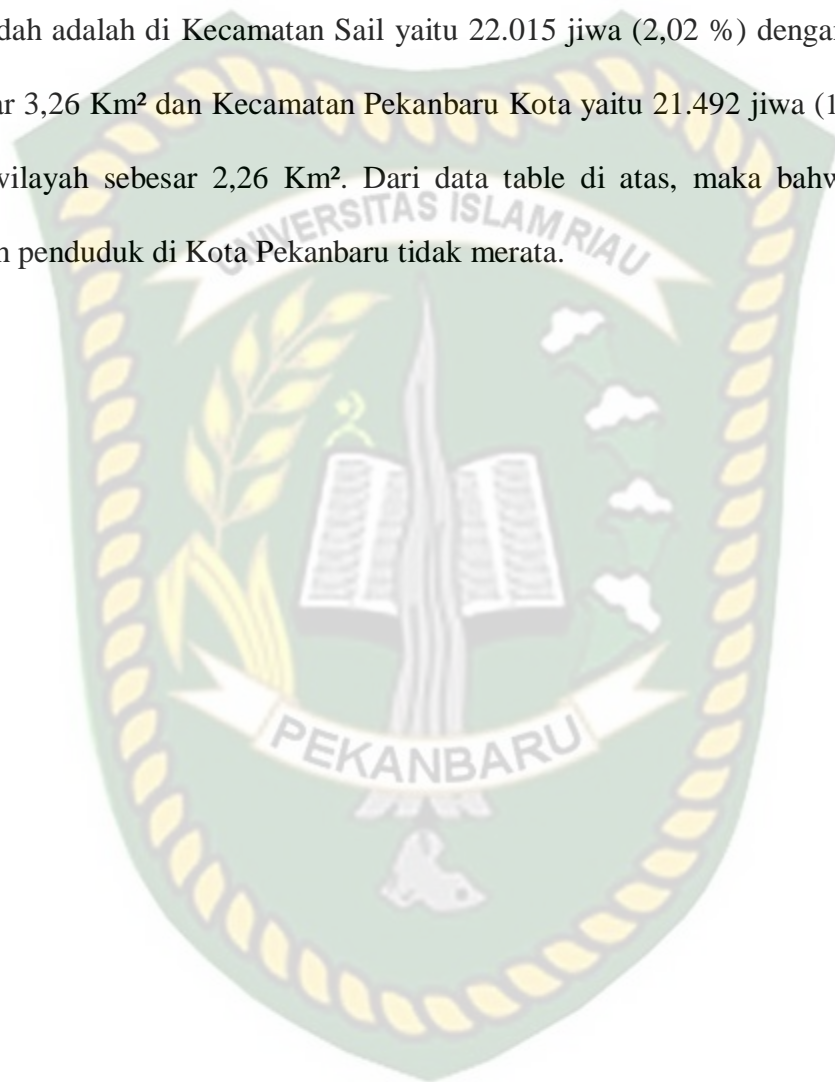 dah adalah di Kecamatan Sail yaitu 22.015 jiwa (2,02 %) dengan
ar 3,26 Km² dan Kecamatan Pekanbaru Kota yaitu 21.492 jiwa (1
wilayah sebesar 2,26 Km². Dari data table di atas, maka bahw
n penduduk di Kota Pekanbaru tidak merata.
UNIVERSITAS ISLAM RIAU
PEKANBARU